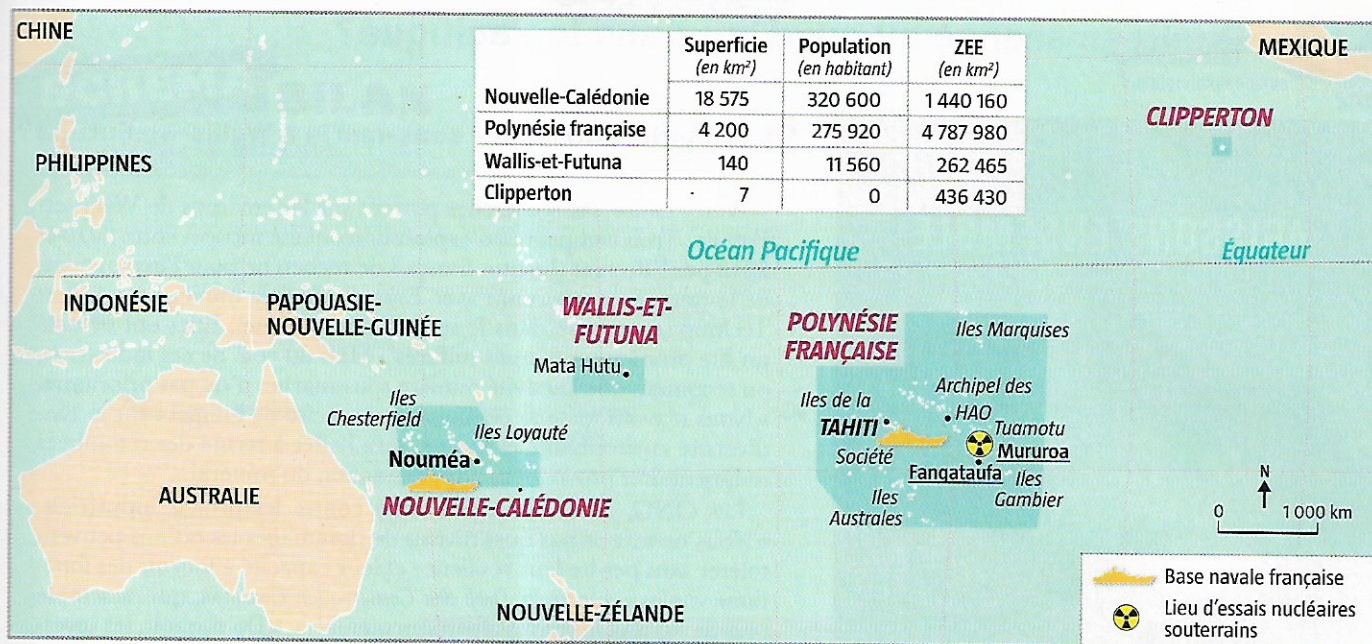 CHINE
MEXIQUE
Superficie Population ZEE
(en km²) (en habitant) (en km²)
Nouvelle-Calédonie 18 575 320 600 1 440 160
Polynésie française 4 200 275 920 4 787 980
Wallis-et-Futuna 140 11 560 262 465
Clipperton 7 0 436 430
CLIPPERTON
PHILIPPINES
Océan Pacifique
Équateur
INDONÉSIE
PAPOUASIE-
NOUVELLE-GUINÉE
WALLIS-ET-
FUTUNA
Mata Hutu
POLYNÉSIE
FRANÇAISE
Iles Marquises
Iles
Chesterfield
Iles Loyauté
Nouméa
NOUVELLE-CALÉDONIE
Iles de la
TAHITI
Société
Archipel des
HAO
Tuamotu
Mururoa
Fangataufa
Iles
Gambier
Iles
Australes
AUSTRALIE
NOUVELLE-ZÉLANDE
N
0 1 000 km
Base navale française
Lieu d'essais nucléaires
souterrains